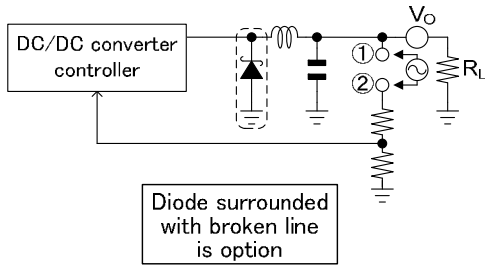 DC/DC converter
controller
Vo
①
②
RL
Diode surrounded
with broken line
is option